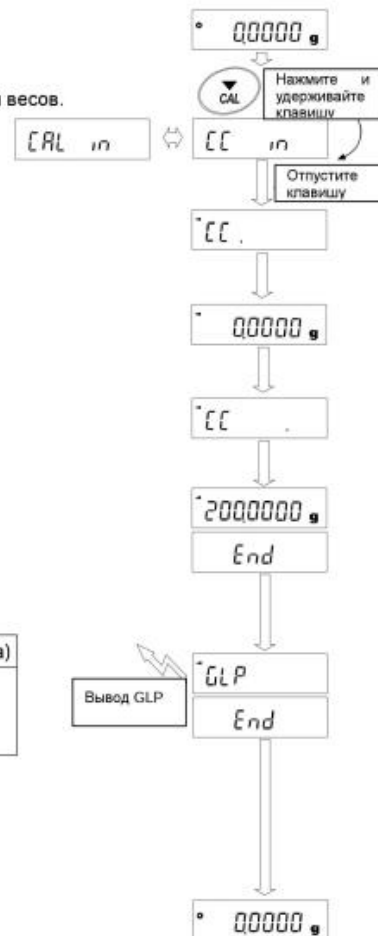 0.0000 g
CAL
Нажмите и
удерживайте
клавишу
весов.
CAL in
CC in
Отпустите
клавишу
CC .
0.0000 g
CC .
200.0000 g
End
а)
GLP
Вывод GLP
End
0.0000 g